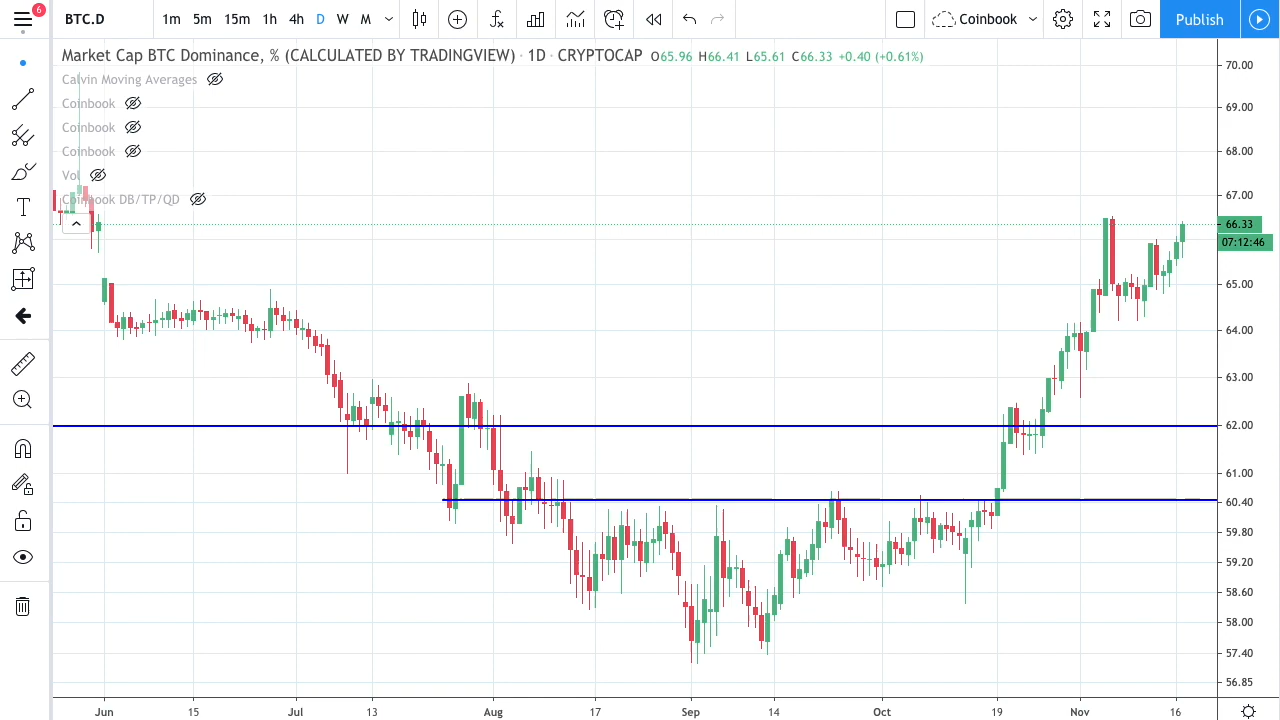 6
BTC.D 1m 5m 15m 1h 4h D W M Coinbook Publish
Market Cap BTC Dominance, % (CALCULATED BY TRADINGVIEW) · 1D · CRYPTOCAP O65.96 H66.41 L65.61 C66.33 +0.40 (+0.61%)
Calvin Moving Averages
Coinbook
Coinbook
Coinbook
Vol
Coinbook DB/TP/QD
70.00
69.00
68.00
67.00
66.33
07:12:46
65.00
64.00
63.00
62.00
61.00
60.40
59.80
59.20
58.60
58.00
57.40
56.85
Jun 15 Jul 13 Aug 17 Sep 14 Oct 19 Nov 16